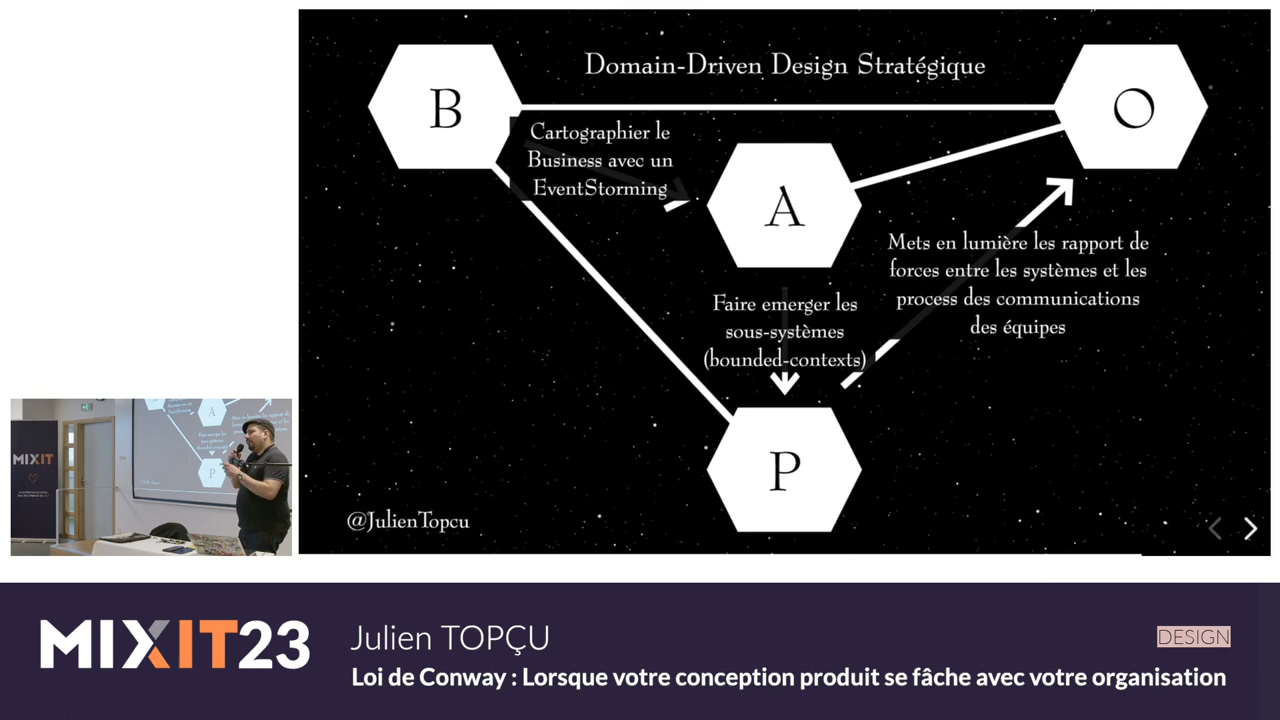 Domain-Driven Design Stratégique
B
O
Cartographier le
Business avec un
EventStorming
A
Mets en lumière les rapport de
forces entre les systèmes et les
process des communications
des équipes
Faire emerger les
sous-systèmes
(bounded-contexts)
P
@JulienTopcu
MIXIT
A
P
MIXIT23
Julien TOPÇU
DESIGN
Loi de Conway : Lorsque votre conception produit se fâche avec votre organisation